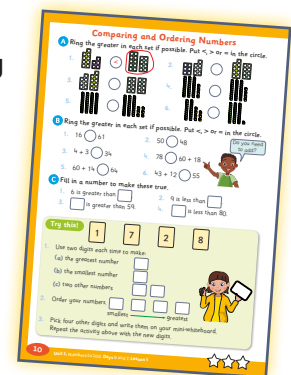 Comparing and Ordering Numbers
A Ring the greater in each set if possible. Put <, > or = in the circle.
1. <
2.
3.
4.
5.
6.
B Ring the greater in each set if possible. Put <, > or = in the circle.
1. 16 61
2. 50 48
3. 4 + 3 34
4. 78 60 + 18
5. 60 + 14 64
6. 43 + 12 55
Do you need to add?
C Fill in a number to make these true.
1. 6 is greater than
2. 9 is less than
3. is greater than 59.
4. is less than 80.
Try this!
1 7 2 8
1. Use two digits each time to make:
(a) the greatest number
(b) the smallest number
(c) two other numbers
2. Order your numbers.
smallest greatest
3. Pick four other digits and write them on your mini-whiteboard.
Repeat the activity above with the new digits.
10